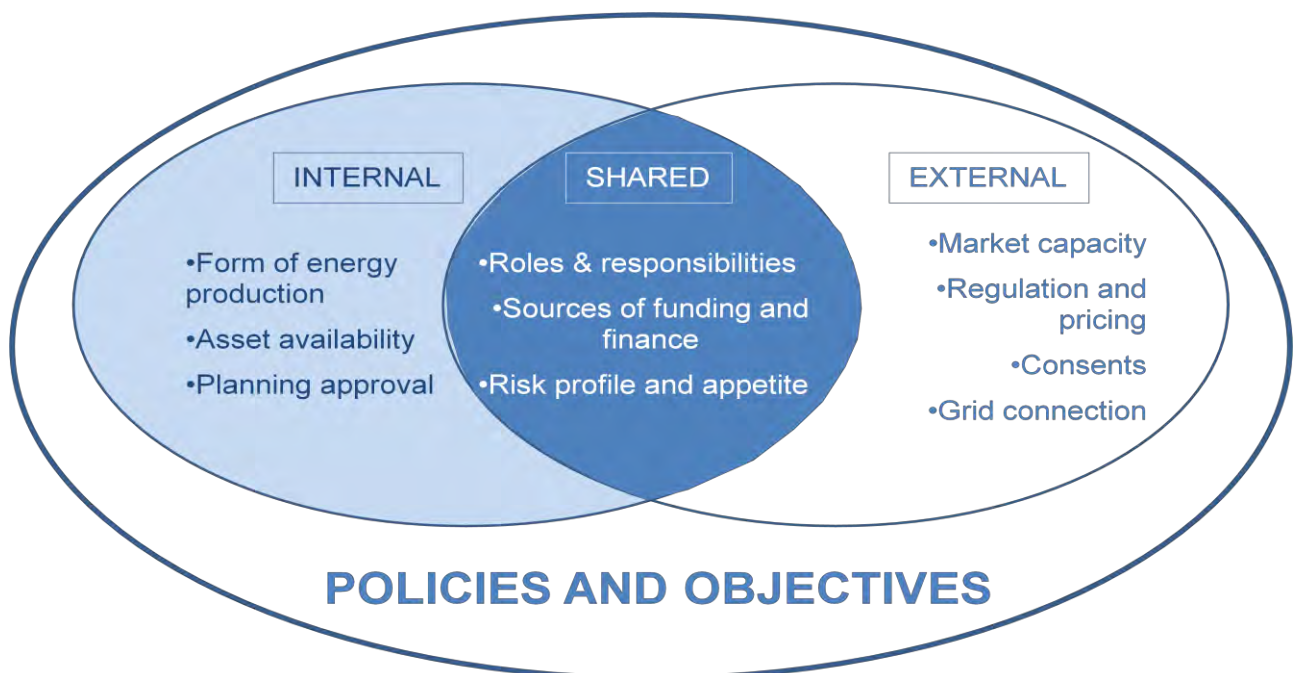 INTERNAL
•Form of energy
production
•Asset availability
•Planning approval
SHARED
•Roles & responsibilities
•Sources of funding and
finance
•Risk profile and appetite
EXTERNAL
•Market capacity
•Regulation and
pricing
•Consents
•Grid connection
POLICIES AND OBJECTIVES